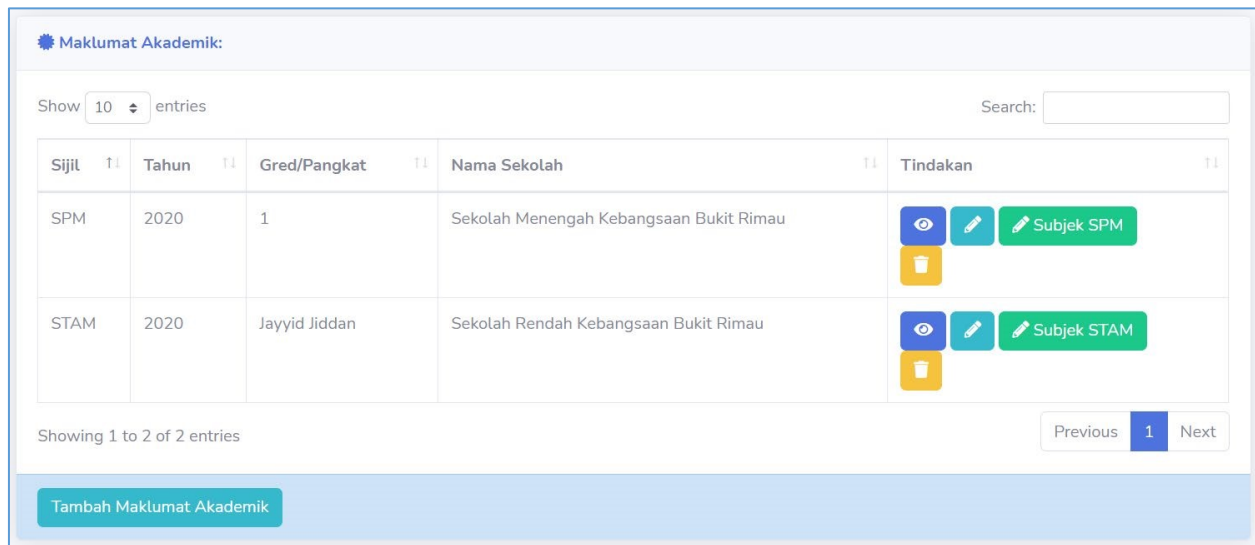 Maklumat Akademik:
Show 10 entries
Search:
Sijil Tahun Gred/Pangkat Nama Sekolah Tindakan
SPM 2020 1 Sekolah Menengah Kebangsaan Bukit Rimau Subjek SPM
STAM 2020 Jayyid Jiddan Sekolah Rendah Kebangsaan Bukit Rimau Subjek STAM
Showing 1 to 2 of 2 entries
Previous 1 Next
Tambah Maklumat Akademik